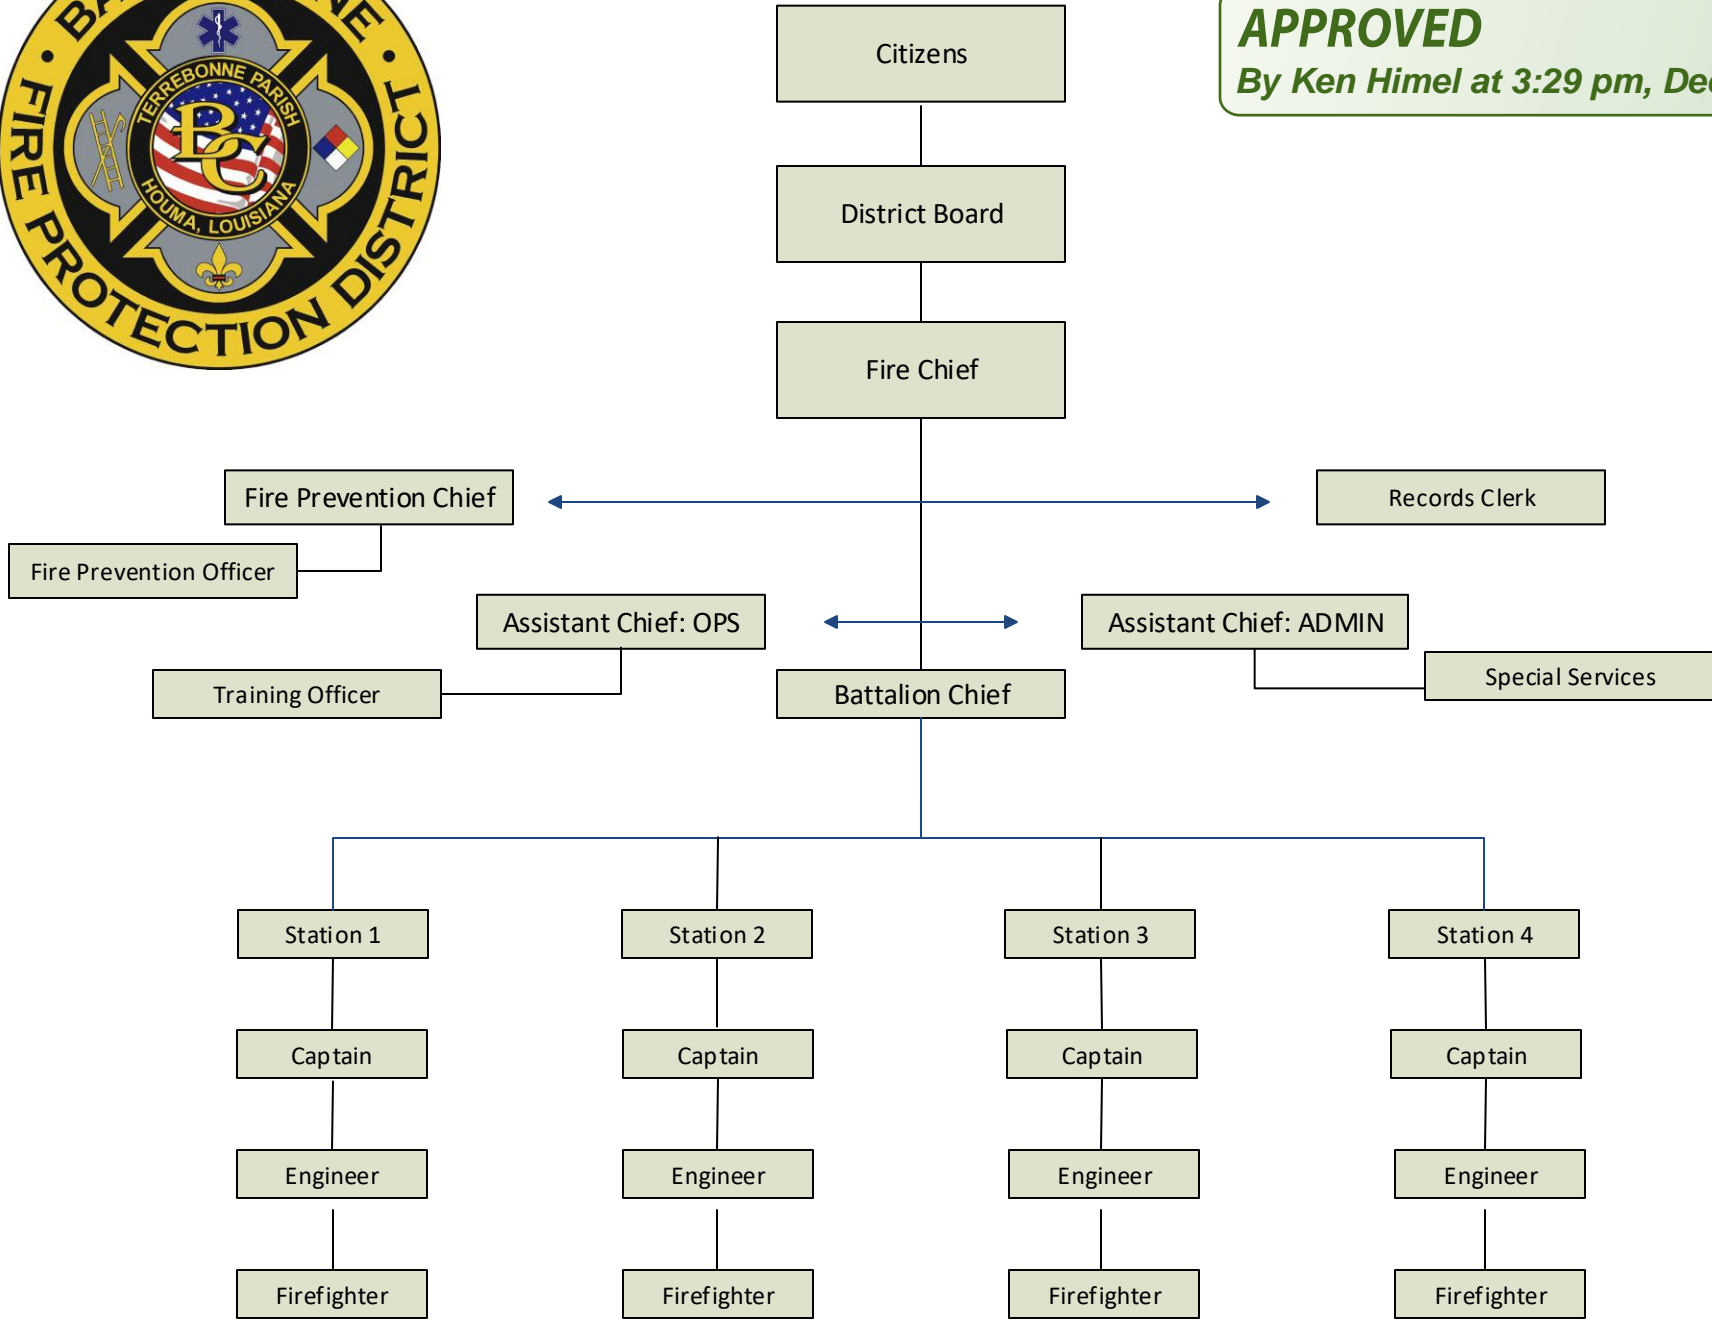 FIRE PROTECTION DISTRICT
TERREBONNE PARISH
BC
HOUMA, LOUISIANA
APPROVED
By Ken Himel at 3:29 pm,
Citizens
District Board
Fire Chief
Fire Prevention Chief
Records Clerk
Fire Prevention Officer
Assistant Chief: OPS
Assistant Chief: ADMIN
Training Officer
Battalion Chief
Special Services
Station 1
Station 2
Station 3
Station 4
Captain
Captain
Captain
Captain
Engineer
Engineer
Engineer
Engineer
Firefighter
Firefighter
Firefighter
Firefighter